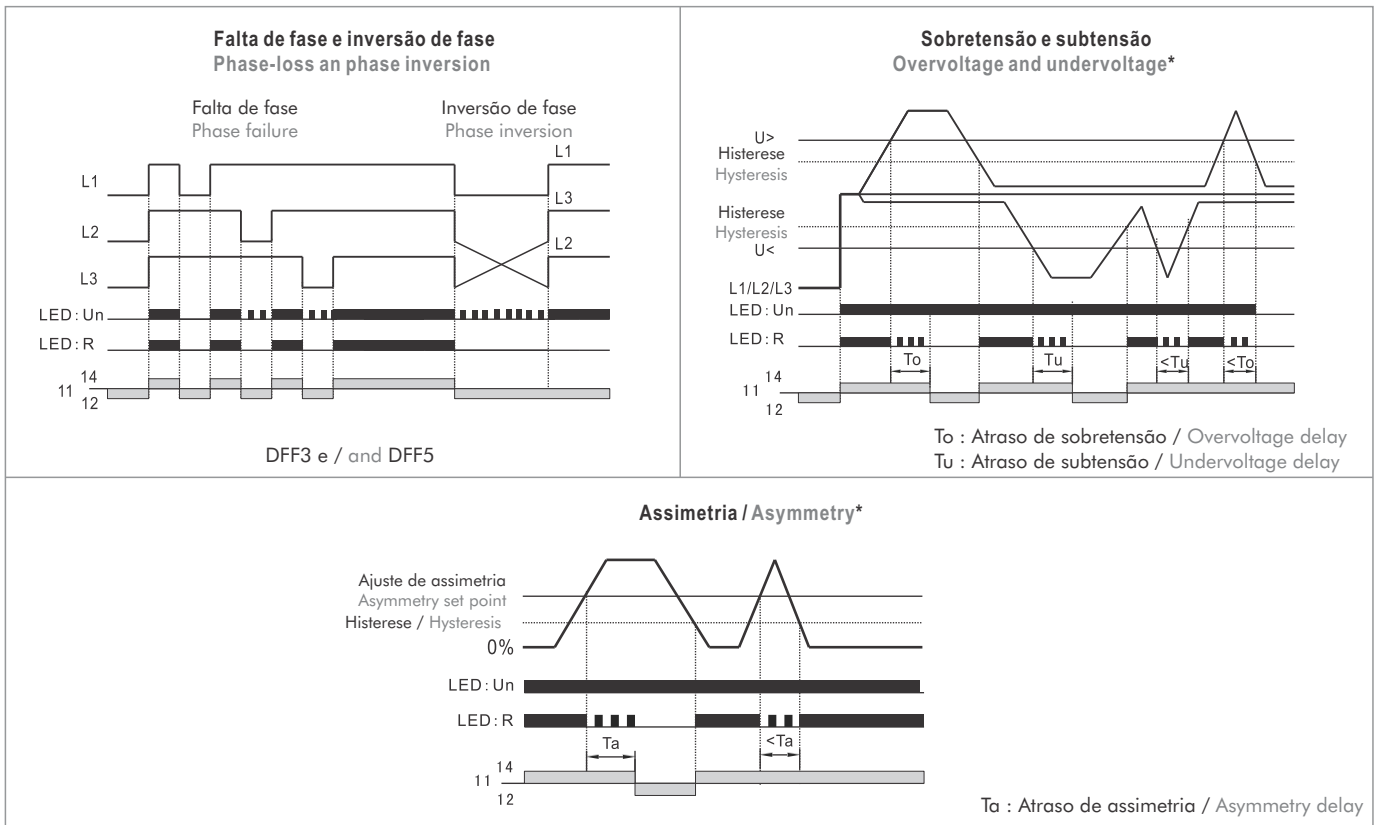 Falta de fase e inversão de fase
Phase-loss an phase inversion
Falta de fase
Phase failure
Inversão de fase
Phase inversion
L1
L1
L3
L2
L2
L3
LED: Un
LED: R
11
14
12
DFF3 e / and DFF5
Sobretensão e subtensão
Overvoltage and undervoltage*
U>
Histerese
Hysteresis
Histerese
Hysteresis
U<
L1/L2/L3
LED: Un
LED: R
To
Tu
<Tu
<To
11
14
12
To : Atraso de sobretensão / Overvoltage delay
Tu : Atraso de subtensão / Undervoltage delay
Assimetria / Asymmetry*
Ajuste de assimetria
Asymmetry set point
Histerese / Hysteresis
0%
LED: Un
LED: R
Ta
<Ta
11
14
12
Ta : Atraso de assimetria / Asymmetry delay